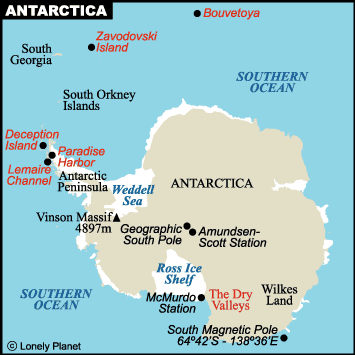 ANTARCTICA
Bouvetoya
Zavodovski
Island
South
Georgia
SOUTHERN
OCEAN
South Orkney
Islands
Deception
Island
Paradise
Harbor
Lemaire
Channel
Antarctic
Peninsula
Weddell
Sea
ANTARCTICA
Vinson Massif
4897m
Geographic
South Pole
Amundsen-
Scott Station
Ross Ice
Shelf
SOUTHERN
OCEAN
McMurdo
Station
The Dry
Valleys
Wilkes
Land
South Magnetic Pole
64º42'S - 138º36'E
© Lonely Planet